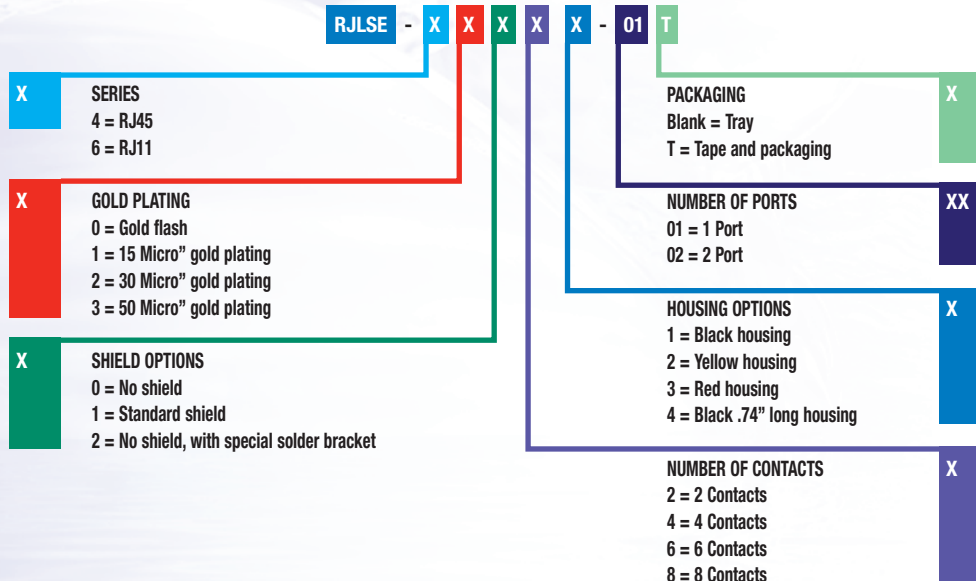 RJLSE - X X X X X - 01 T
X SERIES
4 = RJ45
6 = RJ11
X GOLD PLATING
0 = Gold flash
1 = 15 Micro” gold plating
2 = 30 Micro” gold plating
3 = 50 Micro” gold plating
X SHIELD OPTIONS
0 = No shield
1 = Standard shield
2 = No shield, with special solder bracket
PACKAGING X
Blank = Tray
T = Tape and packaging
NUMBER OF PORTS XX
01 = 1 Port
02 = 2 Port
HOUSING OPTIONS X
1 = Black housing
2 = Yellow housing
3 = Red housing
4 = Black .74” long housing
NUMBER OF CONTACTS X
2 = 2 Contacts
4 = 4 Contacts
6 = 6 Contacts
8 = 8 Contacts